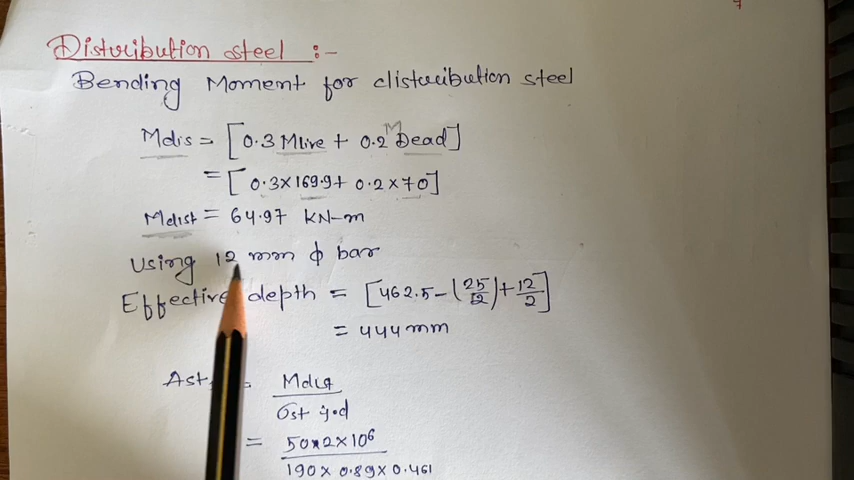 Distribution steel :-
Bending Moment for distribution steel
Mdis = [0.3 Mlive + 0.2 M Dead]
= [0.3×169.9+ 0.2×70]
Mdist = 64.97 KN-m
Using 12 mm ϕ bar
Effective depth = [462.5-(25/2)+12/2]
= 444mm
Ast = Mdist / σst j.d
= 50.2×10⁶ / 190×0.89×0.461